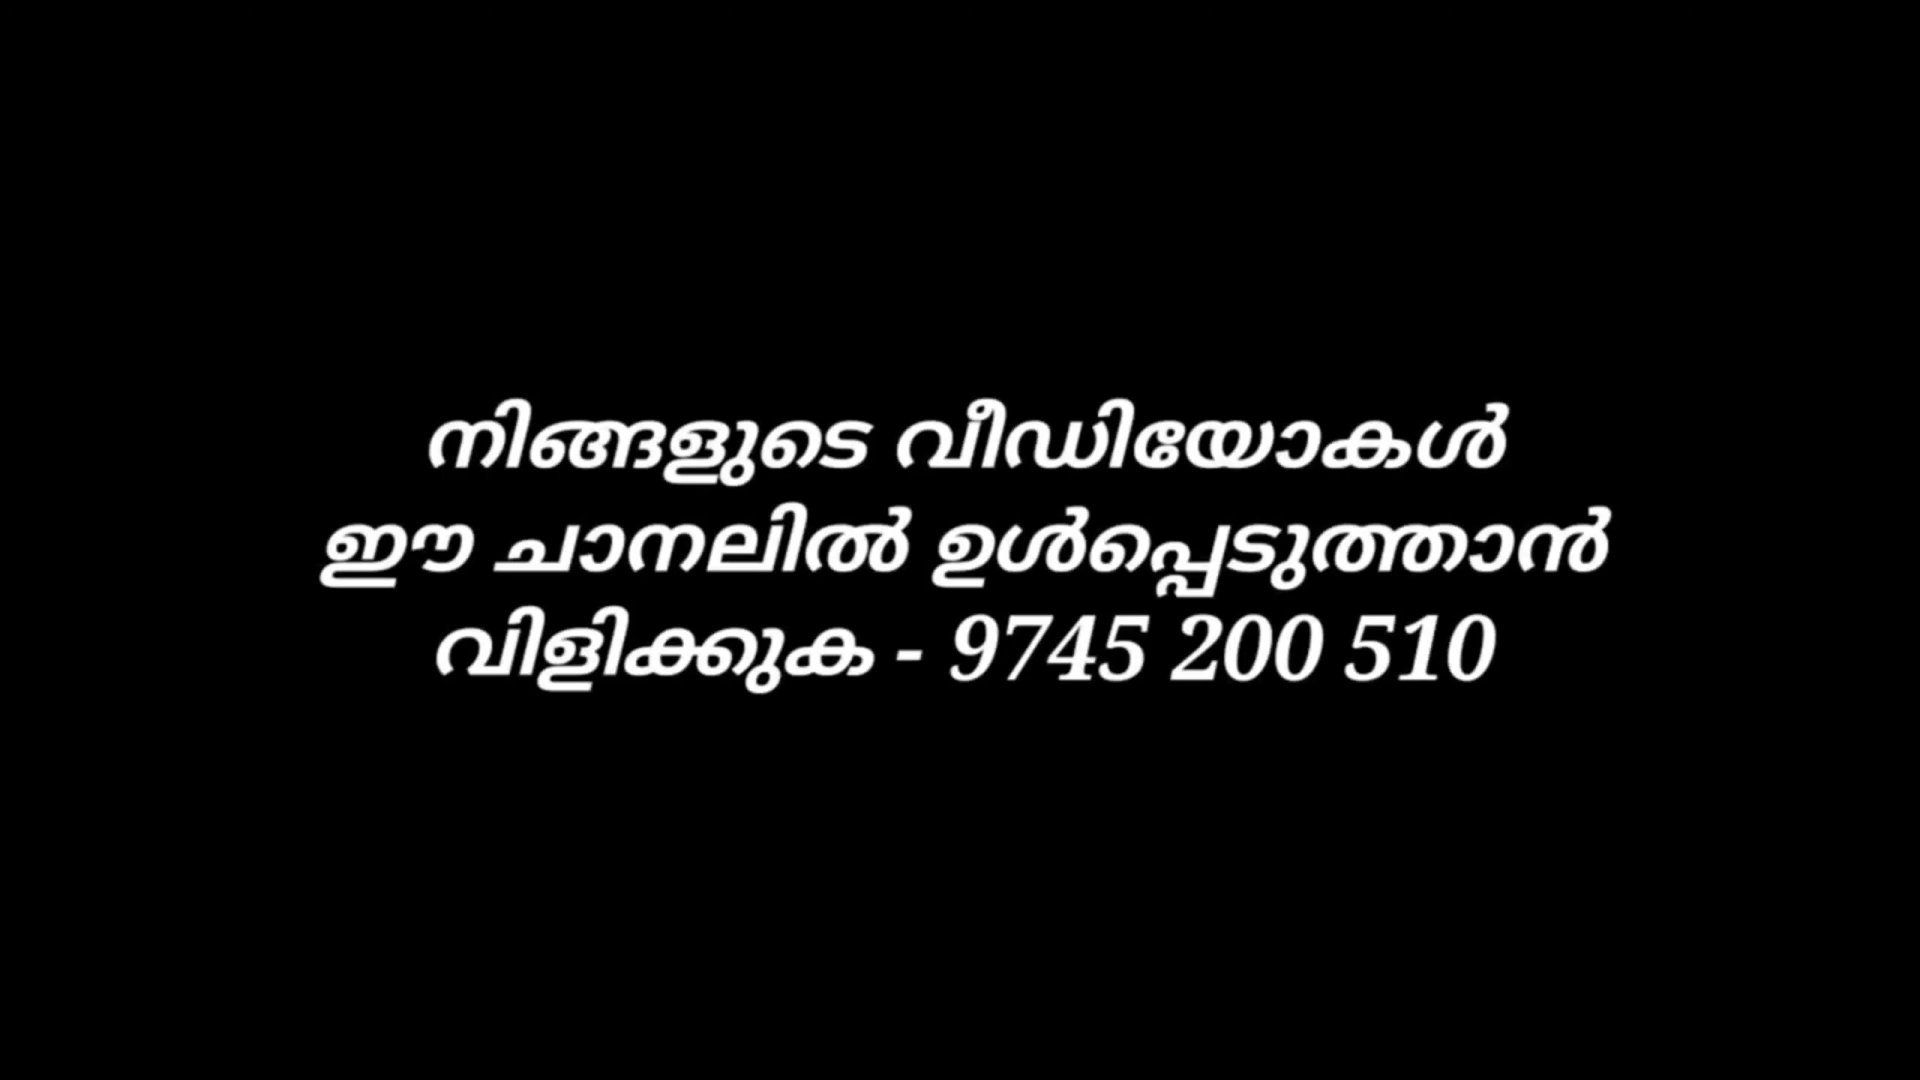 നിങ്ങളുടെ വീഡിയോകൾ
ഈ ചാനലിൽ ഉൾപ്പെടുത്താൻ
വിളിക്കുക - 9745 200 510